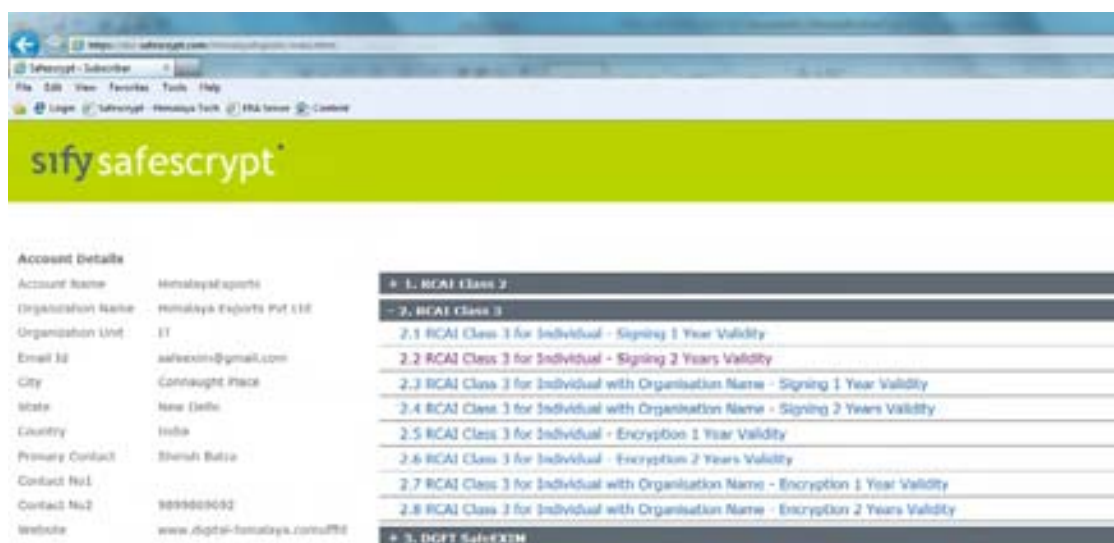 Safescrypt - Subscriber
File Edit View Favorites Tools Help
Login Safescrypt - Himalaya Tech
sify safescrypt
Account Details
Account Name HimalayaExports
Organization Name Himalaya Exports Pvt Ltd
Organization Unit IT
Email Id
City Connaught Place
State New Delhi
Country India
Primary Contact
Contact No1
Contact No2
Website
+ 1. RCAI Class 2
- 2. RCAI Class 3
2.1 RCAI Class 3 for Individual - Signing 1 Year Validity
2.2 RCAI Class 3 for Individual - Signing 2 Years Validity
2.3 RCAI Class 3 for Individual with Organisation Name - Signing 1 Year Validity
2.4 RCAI Class 3 for Individual with Organisation Name - Signing 2 Years Validity
2.5 RCAI Class 3 for Individual - Encryption 1 Year Validity
2.6 RCAI Class 3 for Individual - Encryption 2 Years Validity
2.7 RCAI Class 3 for Individual with Organisation Name - Encryption 1 Year Validity
2.8 RCAI Class 3 for Individual with Organisation Name - Encryption 2 Years Validity
+ 3. DGFT SafeEXIM